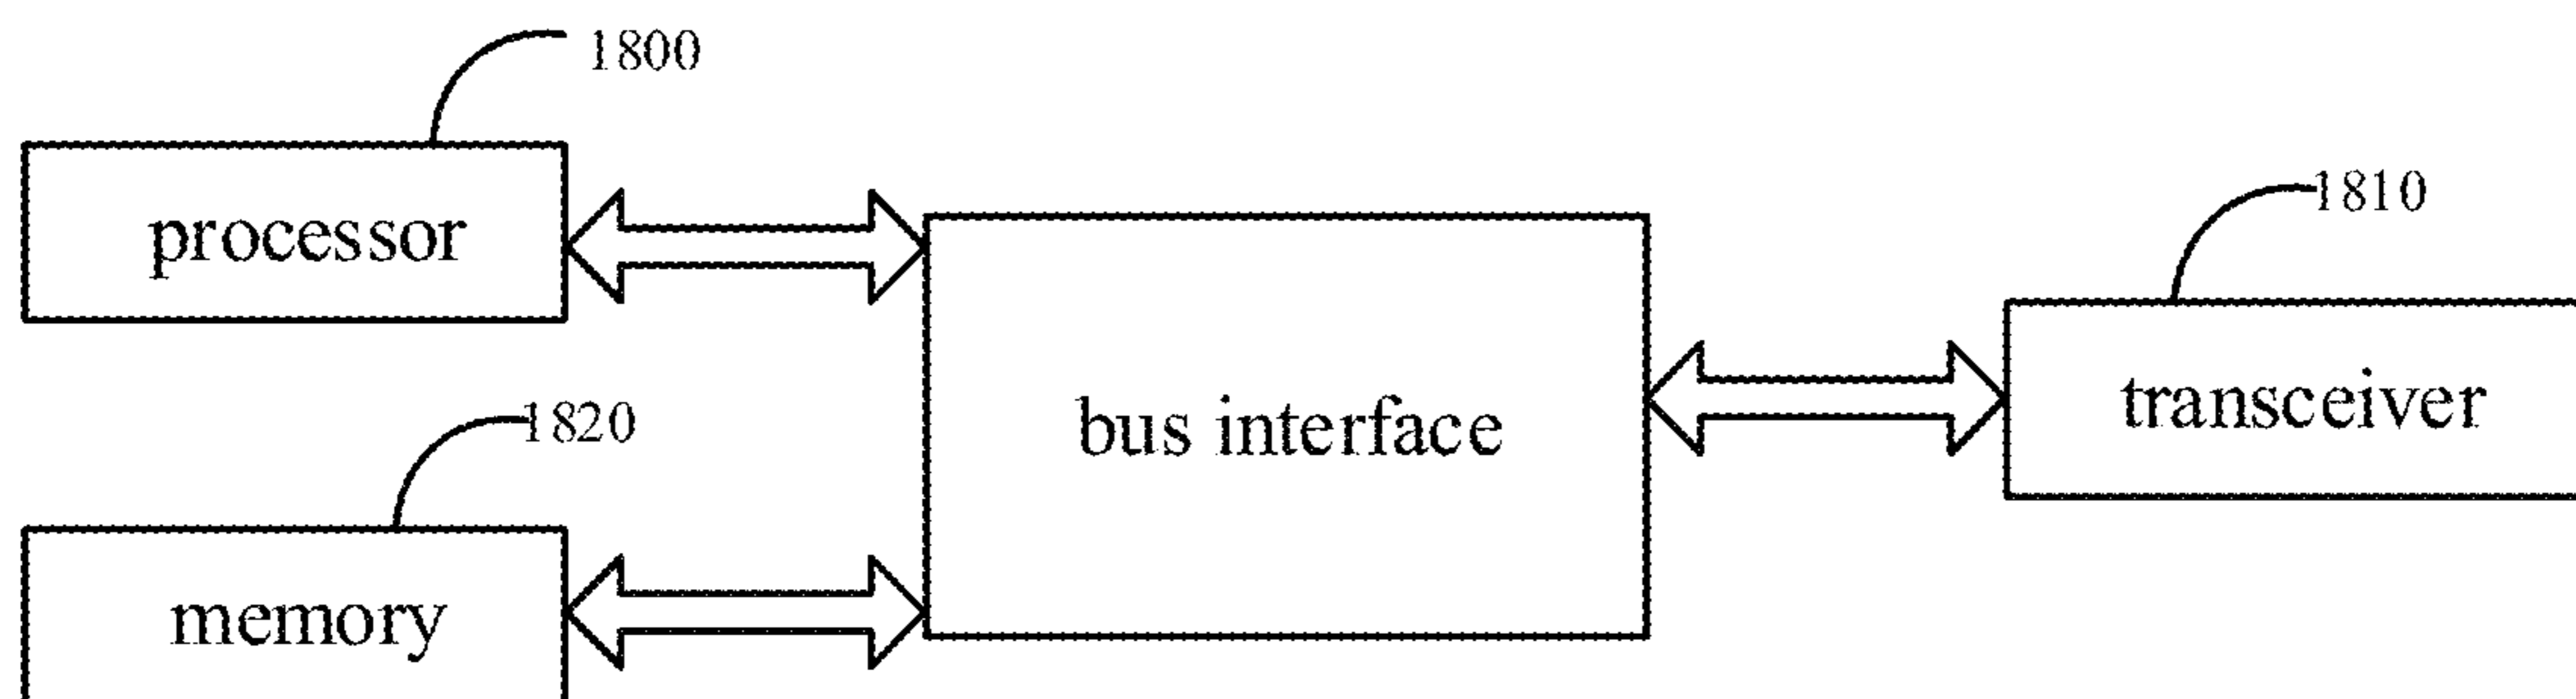 1800
processor
1810
transceiver
bus interface
1820
memory